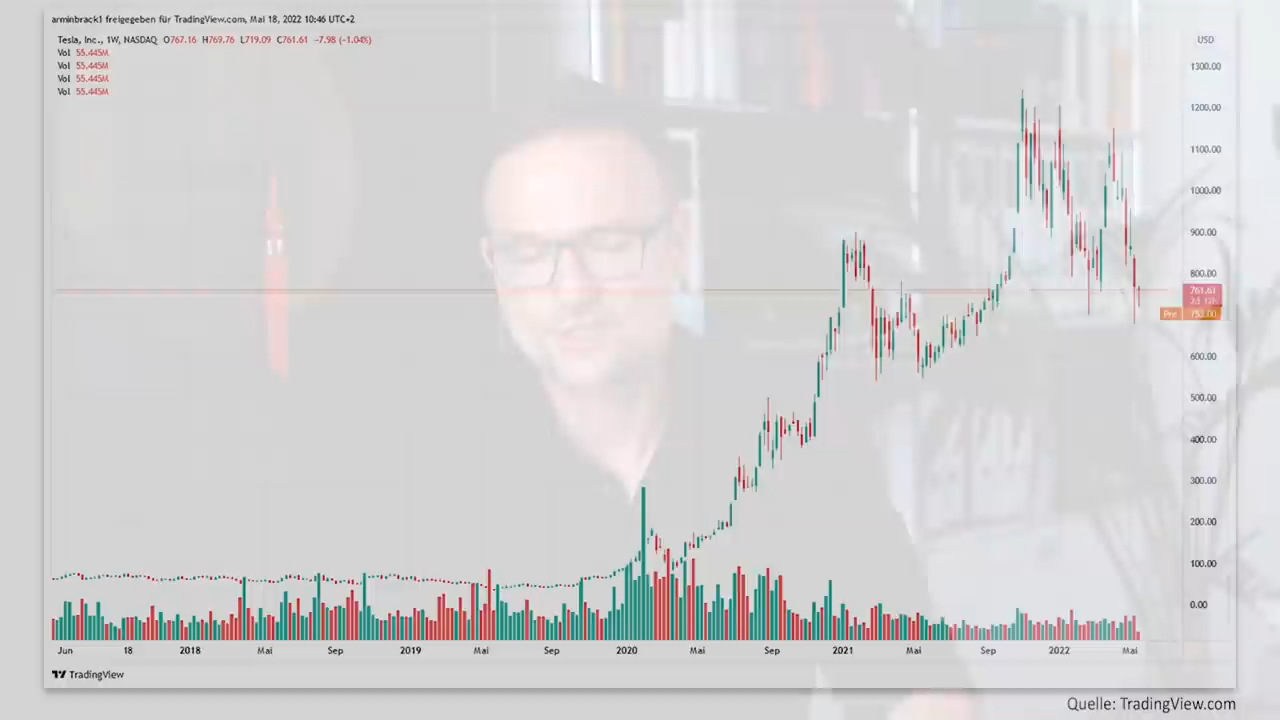 arminbrack1 freigegeben für TradingView.com, Mai 18, 2022 10:46 UTC+2
Tesla, Inc., 1W, NASDAQ O767.16 H769.76 L719.09 C761.61 −7.98 (−1.04%)
Vol 55.445M
Vol 55.445M
Vol 55.445M
Vol 55.445M
USD
1300.00
1200.00
1100.00
1000.00
900.00
800.00
761.61
Pre 753.00
600.00
500.00
400.00
300.00
200.00
100.00
0.00
Jun 18 2018 Mai Sep 2019 Mai Sep 2020 Mai Sep 2021 Mai Sep 2022 Mai
TradingView
Quelle: TradingView.com